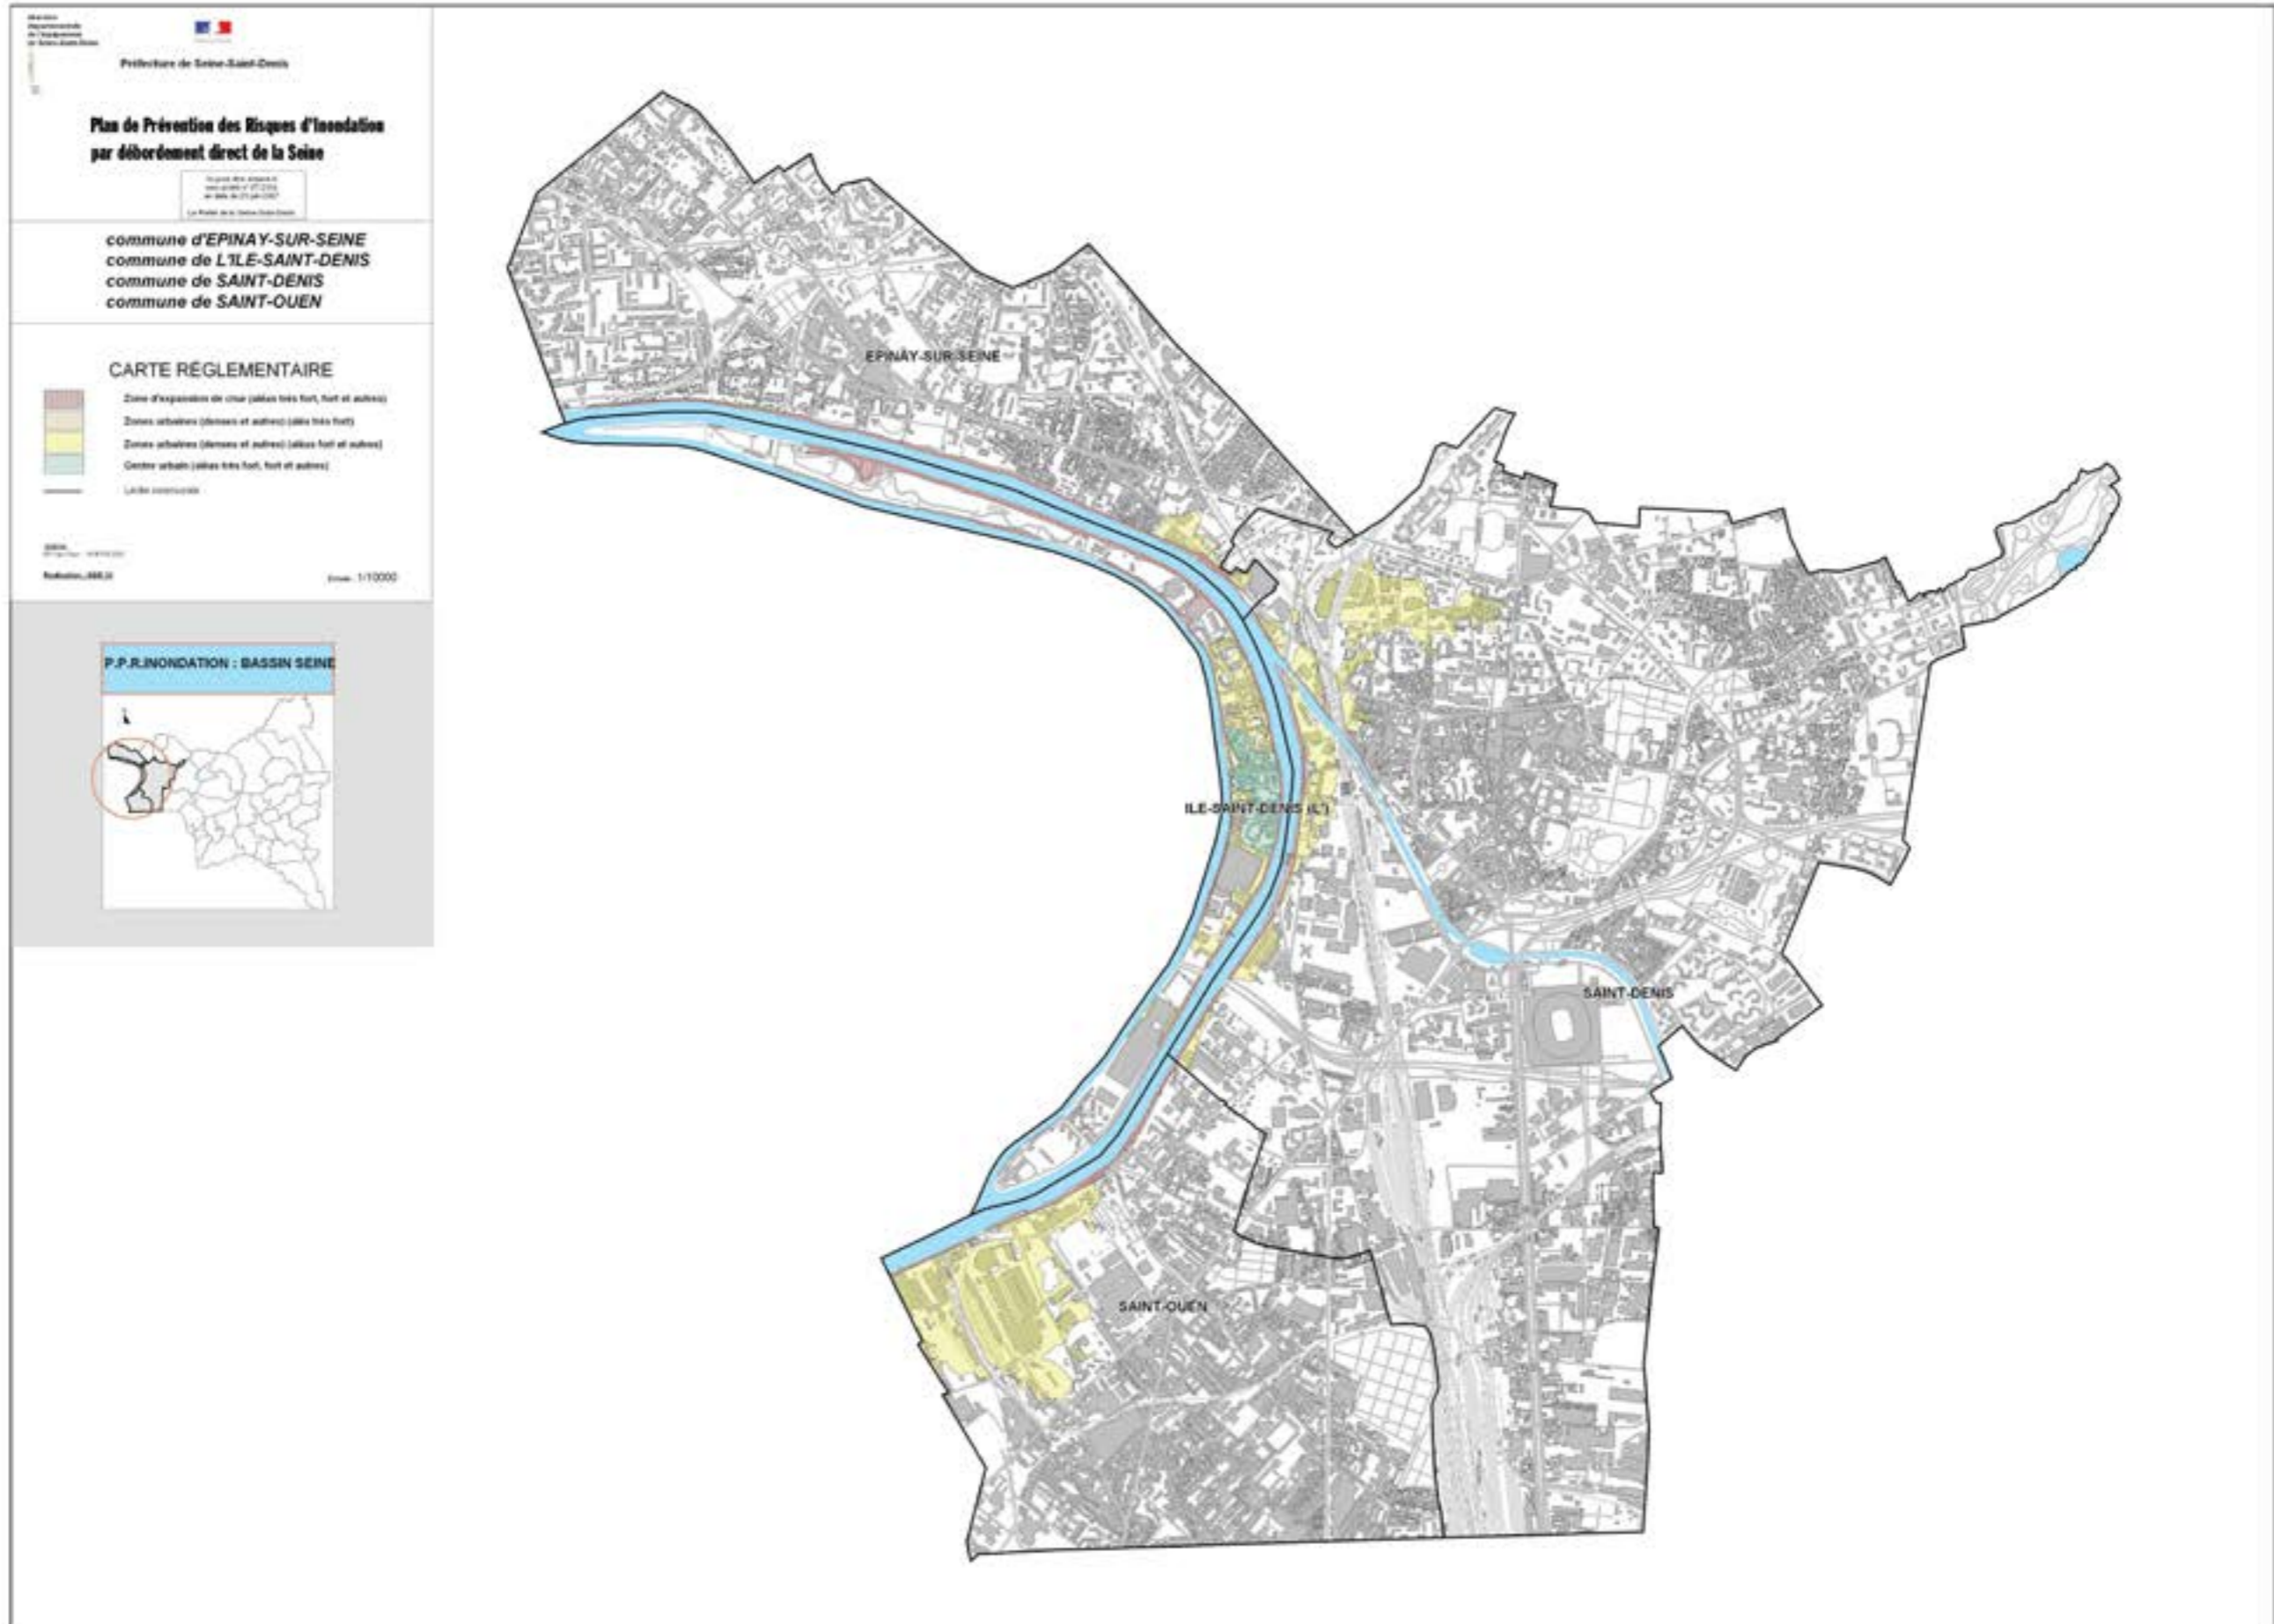 Préfecture de Seine-Saint-Denis
Plan de Prévention des Risques d'Inondation
par débordement direct de la Seine
commune d'EPINAY-SUR-SEINE
commune de L'ILE-SAINT-DENIS
commune de SAINT-DENIS
commune de SAINT-OUEN
CARTE RÉGLEMENTAIRE
Zone d'expansion de crue (aléas très fort, fort et autres)
Zones urbaines (denses et autres) (aléa très fort)
Zones urbaines (denses et autres) (aléas fort et autres)
Centre urbain (aléas très fort, fort et autres)
Limite communale
1/10000
P.P.R.INONDATION : BASSIN SEINE
EPINAY-SUR-SEINE
ILE-SAINT-DENIS (L')
SAINT-DENIS
SAINT-OUEN